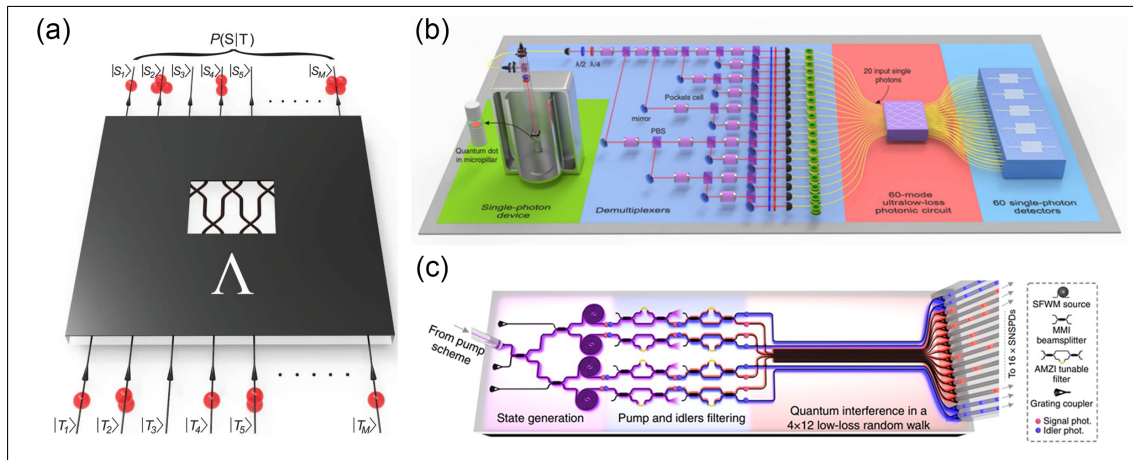 (a)
P(S|T)
|S1⟩ |S2⟩ |S3⟩ |S4⟩ |S5⟩ ...... |SM⟩
Λ
|T1⟩ |T2⟩ |T3⟩ |T4⟩ |T5⟩ ...... |TM⟩
(b)
λ/2 λ/4
Pockels cell
mirror
PBS
Quantum dot
in micropillar
20 input single
photons
Single-photon
device
Demultiplexers
60-mode
ultralow-loss
photonic circuit
60 single-photon
detectors
(c)
From pump
scheme
State generation
Pump and idlers filtering
Quantum interference in a
4×12 low-loss random walk
To 16 × SNSPDs
SFWM source
MMI
beamsplitter
AMZI tunable
filter
Grating coupler
Signal phot.
Idler phot.